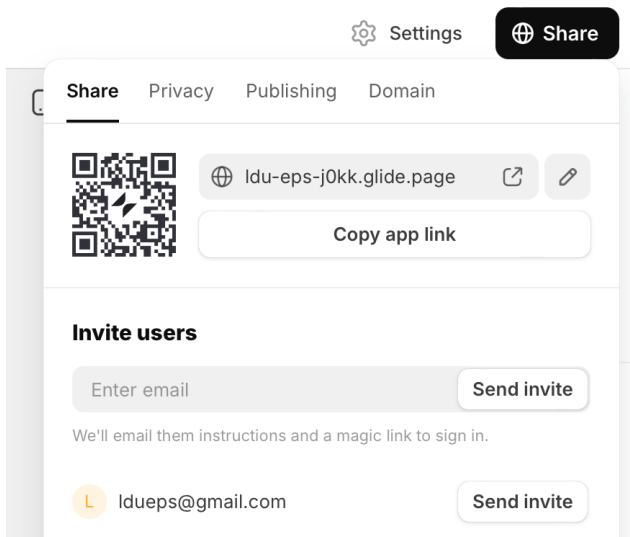 Settings
Share
Share
Privacy
Publishing
Domain
ldu-eps-j0kk.glide.page
Copy app link
Invite users
Enter email
Send invite
We'll email them instructions and a magic link to sign in.
L
ldueps@gmail.com
Send invite